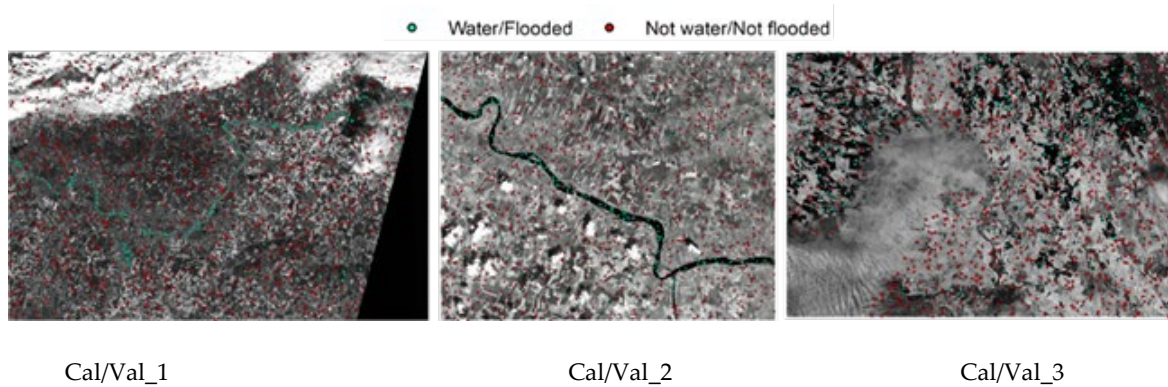 Water/Flooded Not water/Not flooded
Cal/Val_1 Cal/Val_2 Cal/Val_3